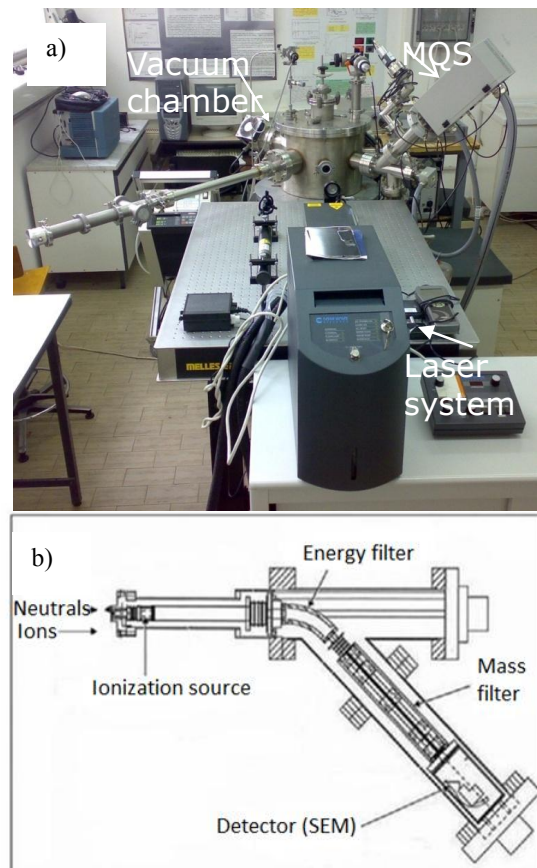 a)
Vacuum
chamber
MQS
MELLES
Laser
system
b)
Energy filter
Neutrals
Ions
Ionization source
Mass
filter
Detector (SEM)